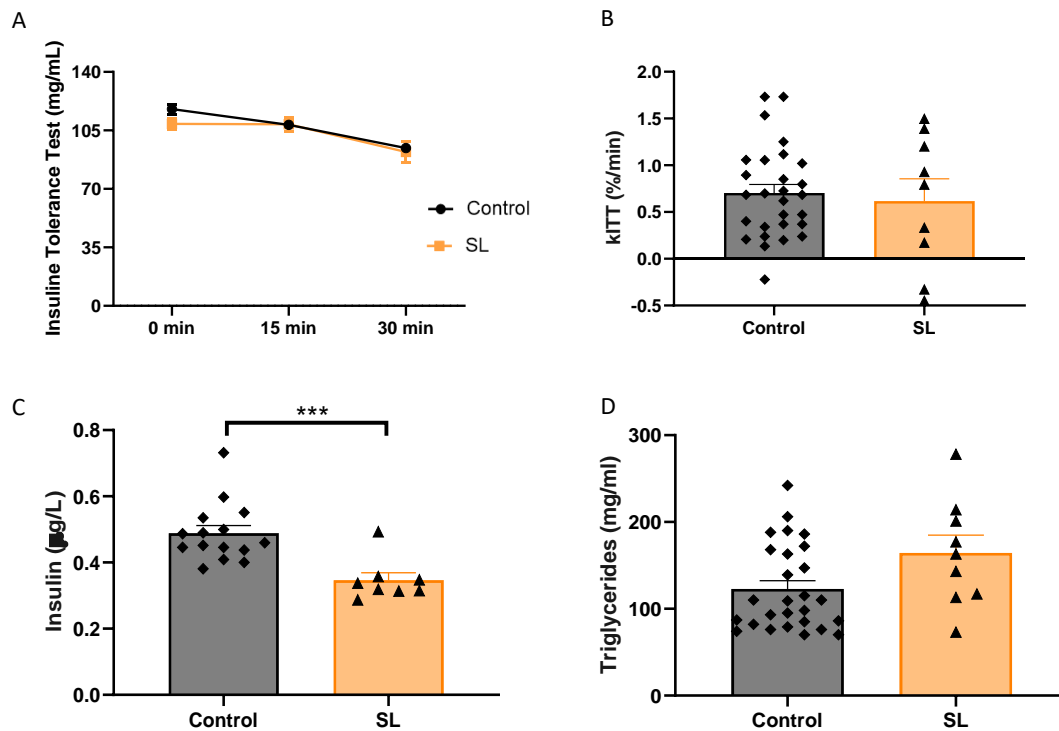 A
Insuline Tolerance Test (mg/mL)
140
105
70
35
0
0 min
15 min
30 min
Control
SL
B
kITT (%/min)
2.0
1.5
1.0
0.5
0.0
-0.5
Control
SL
C
Insulin (µg/L)
0.8
0.6
0.4
0.2
0.0
***
Control
SL
D
Triglycerides (mg/ml)
300
200
100
0
Control
SL